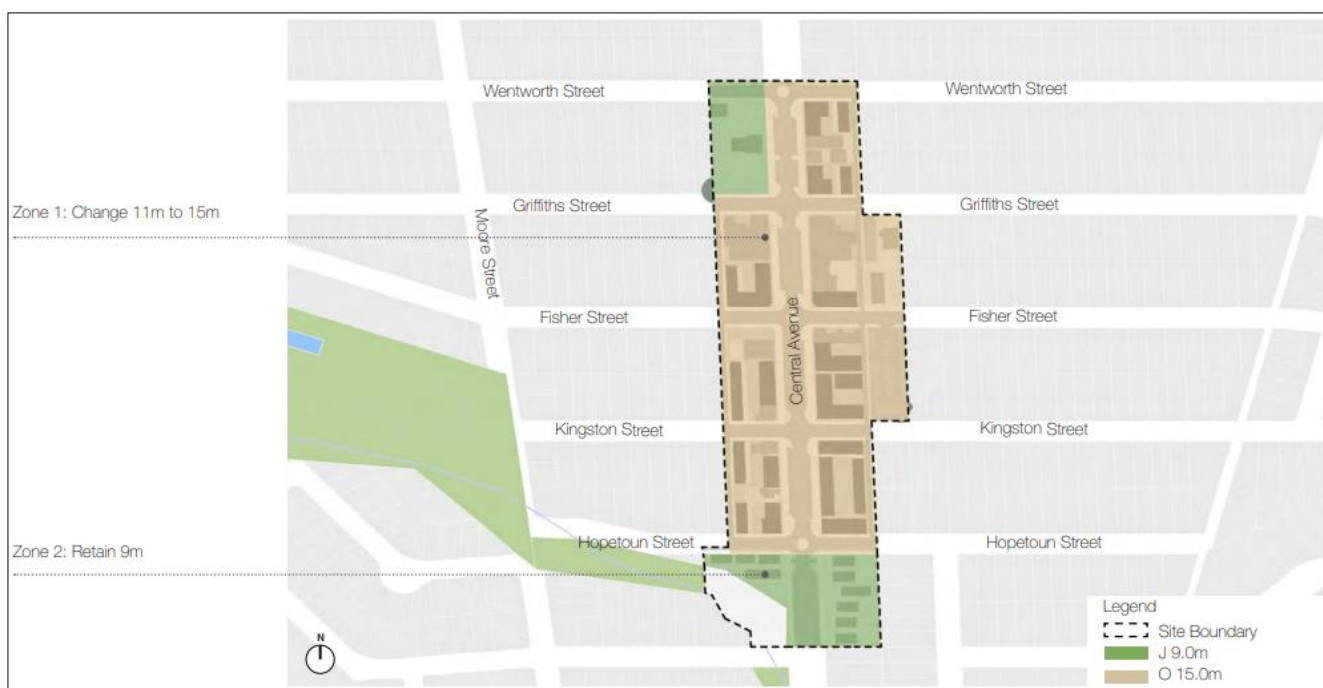 Wentworth Street
Wentworth Street
Zone 1: Change 11m to 15m
Griffiths Street
Griffiths Street
Moore Street
Fisher Street
Fisher Street
Central Avenue
Kingston Street
Kingston Street
Zone 2: Retain 9m
Hopetoun Street
Hopetoun Street
N
Legend
Site Boundary
J 9.0m
O 15.0m